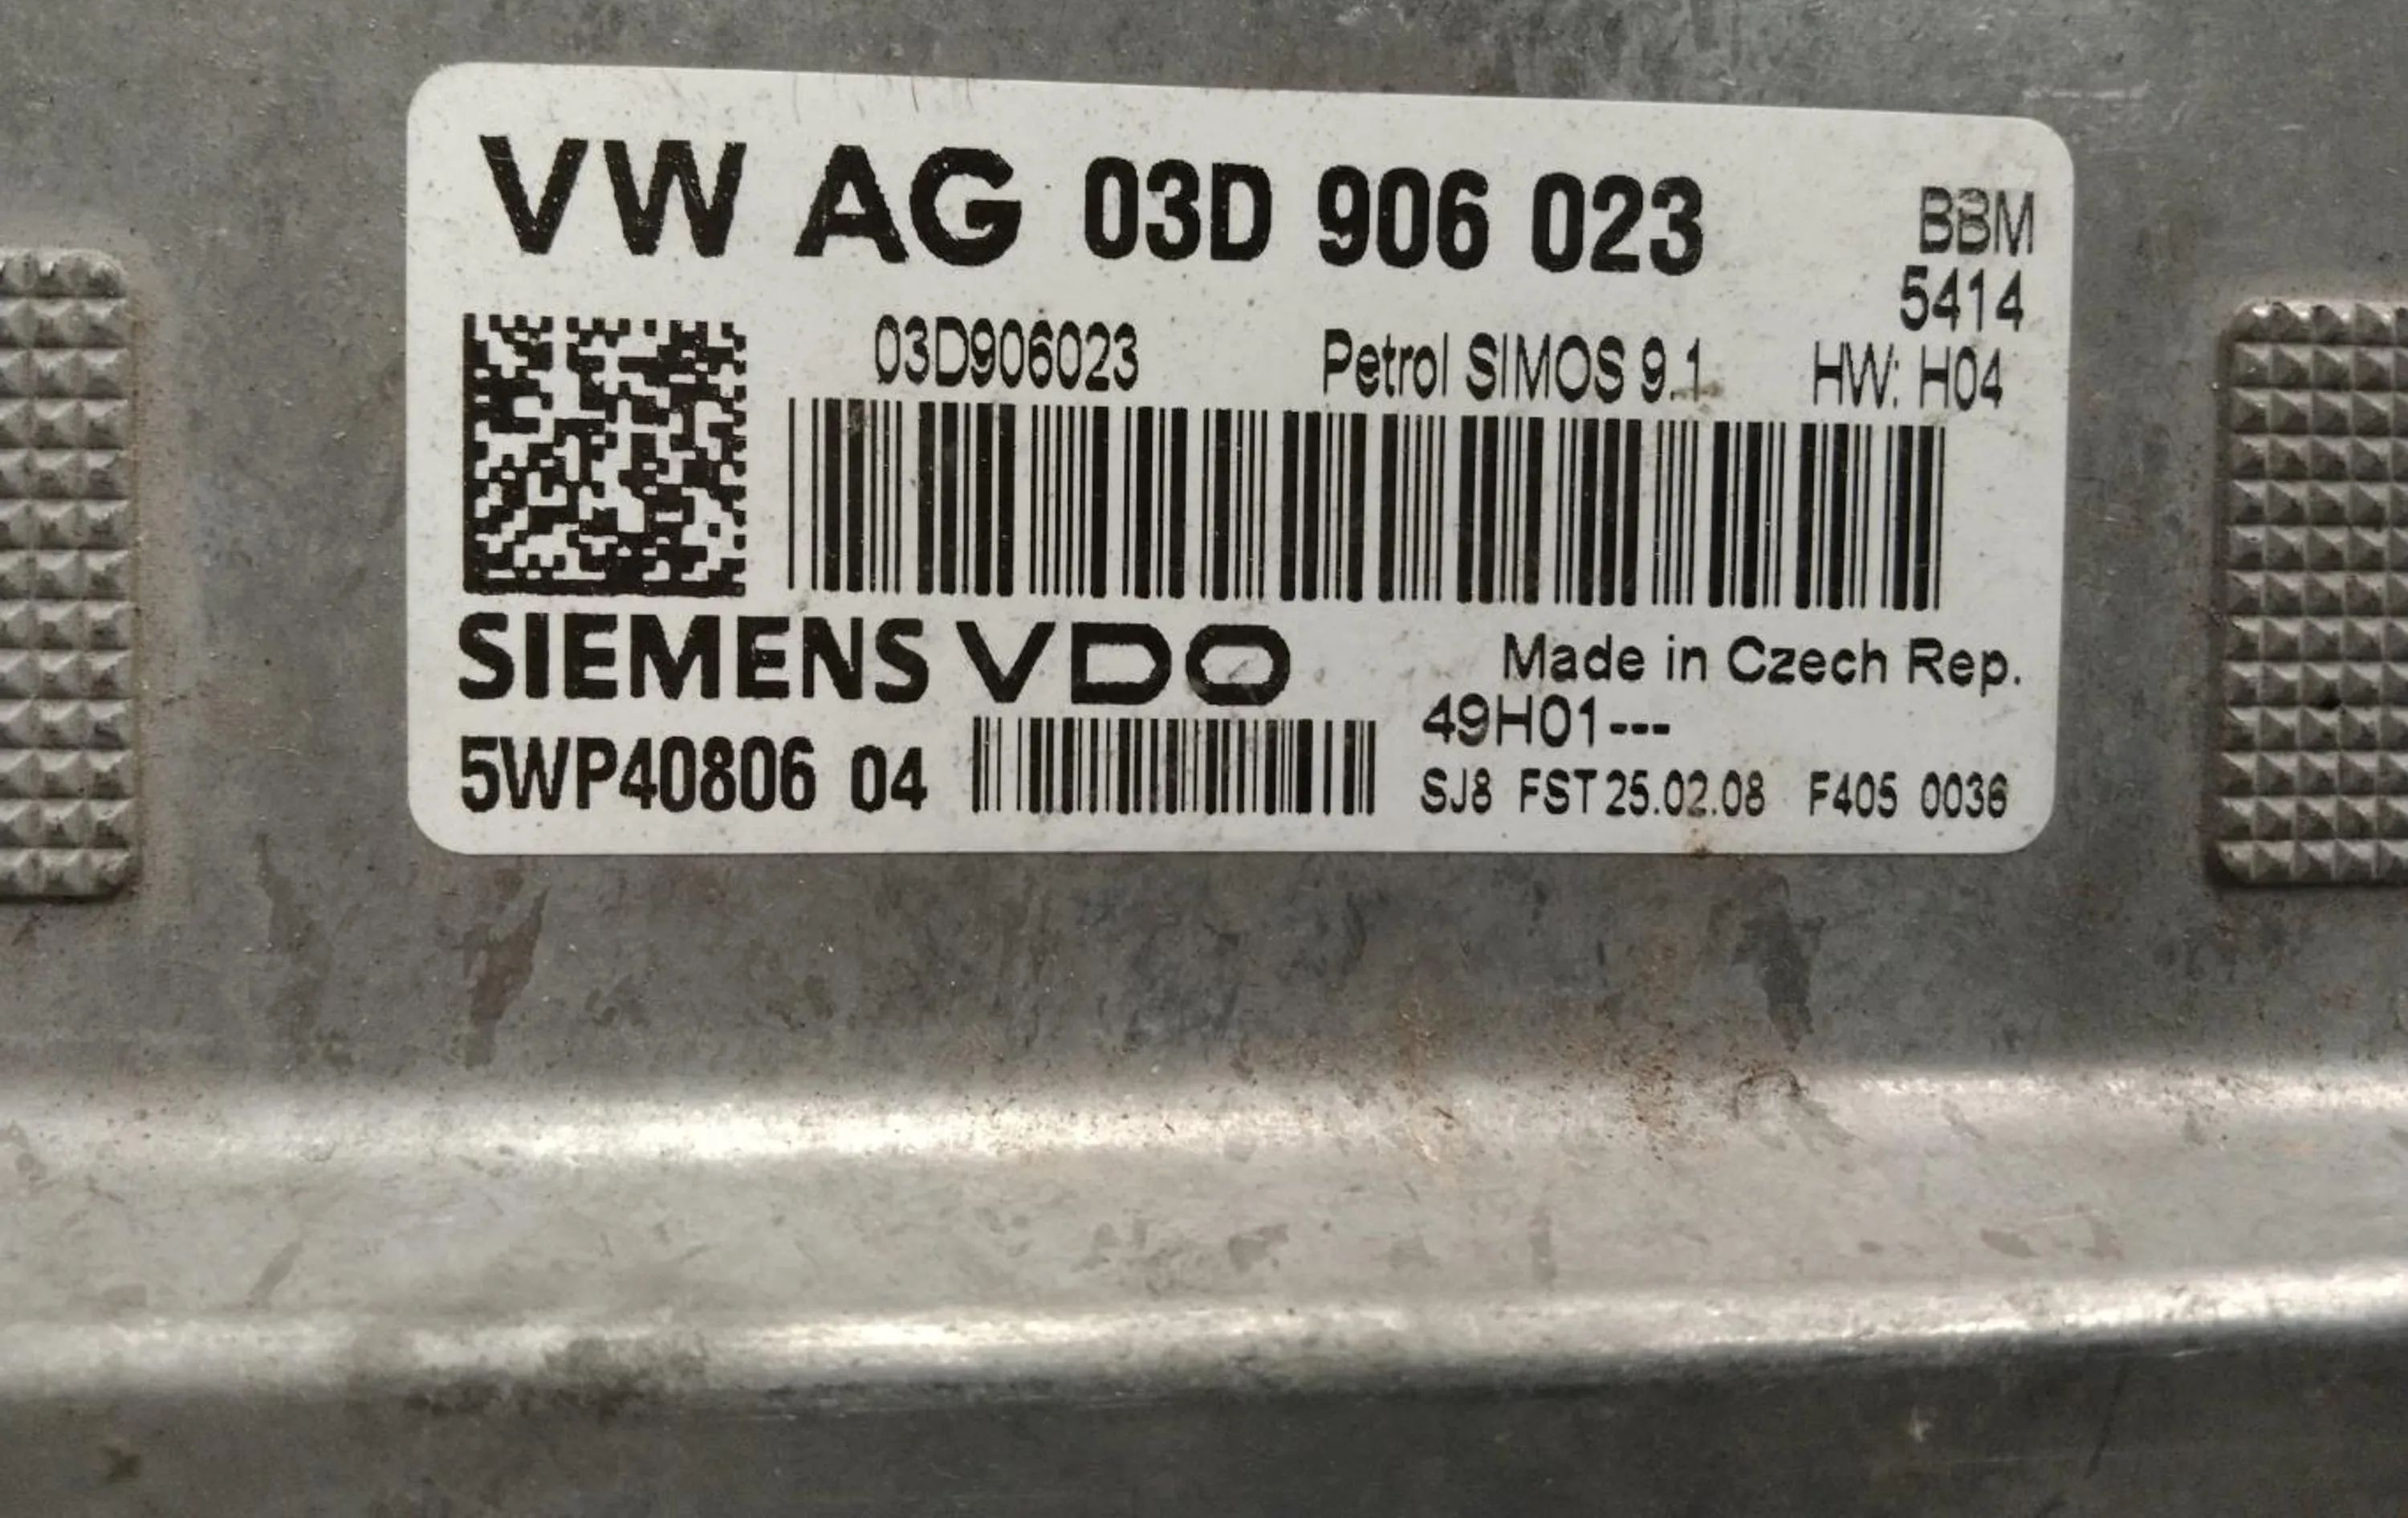 VW AG 03D 906 023 BBM
5414
03D906023 Petrol SIMOS 9.1 HW: H04
SIEMENS VDO Made in Czech Rep.
49H01---
5WP40806 04 SJ8 FST 25.02.08 F405 0036